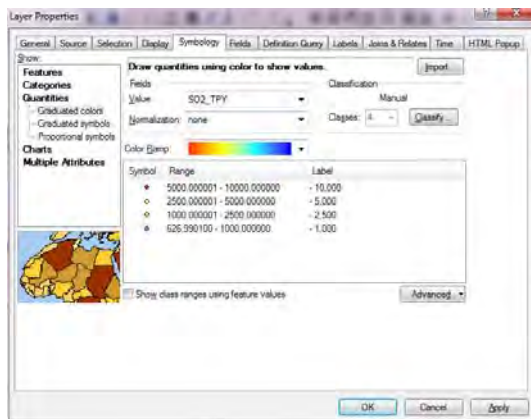 Layer Properties
General Source Selection Display Symbology Fields Definition Query Labels Joins & Relates Time HTML Popup
Show:
Features
Categories
Quantities
Graduated colors
Graduated symbols
Proportional symbols
Charts
Multiple Attributes
Draw quantities using color to show values.
Import...
Fields
Value: SO2_TPY
Normalization: none
Classification
Manual
Classes: 4
Classify...
Color Ramp:
Symbol Range Label
5000.000001 - 10000.000000 - 10,000
2500.000001 - 5000.000000 - 5,000
1000.000001 - 2500.000000 - 2,500
626.990100 - 1000.000000 - 1,000
Show class ranges using feature values
Advanced
OK Cancel Apply